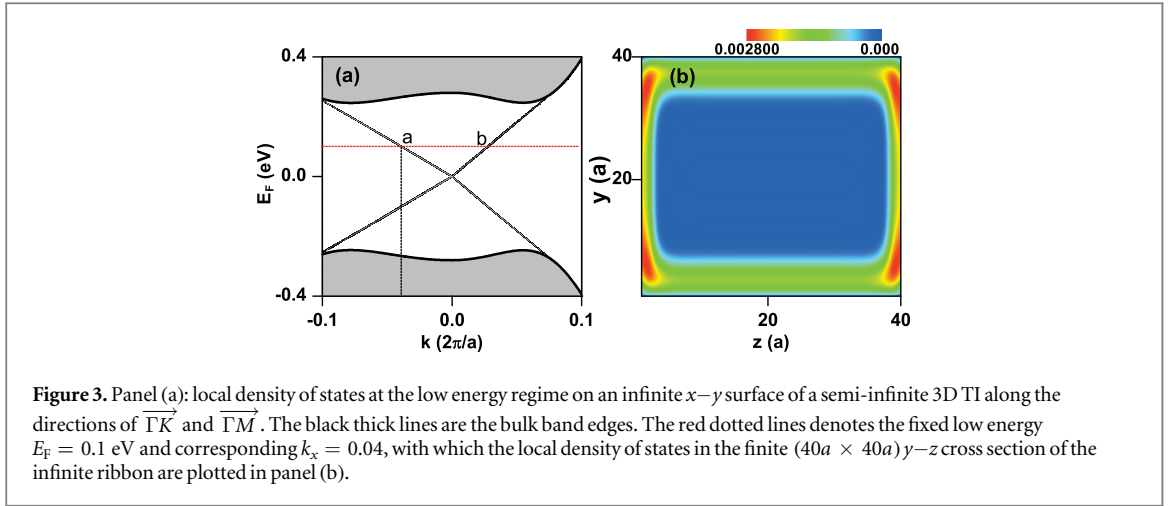 0.002800 0.000
0.4
(a)
a
b
0.0
-0.4
E_F (eV)
-0.1 0.0 0.1
k (2π/a)
40
(b)
20
y (a)
20 40
z (a)
Figure 3. Panel (a): local density of states at the low energy regime on an infinite x−y surface of a semi-infinite 3D TI along the
directions of \overrightarrow{ΓK} and \overrightarrow{ΓM}. The black thick lines are the bulk band edges. The red dotted lines denotes the fixed low energy
E_F = 0.1 eV and corresponding k_x = 0.04, with which the local density of states in the finite (40a × 40a) y−z cross section of the
infinite ribbon are plotted in panel (b).